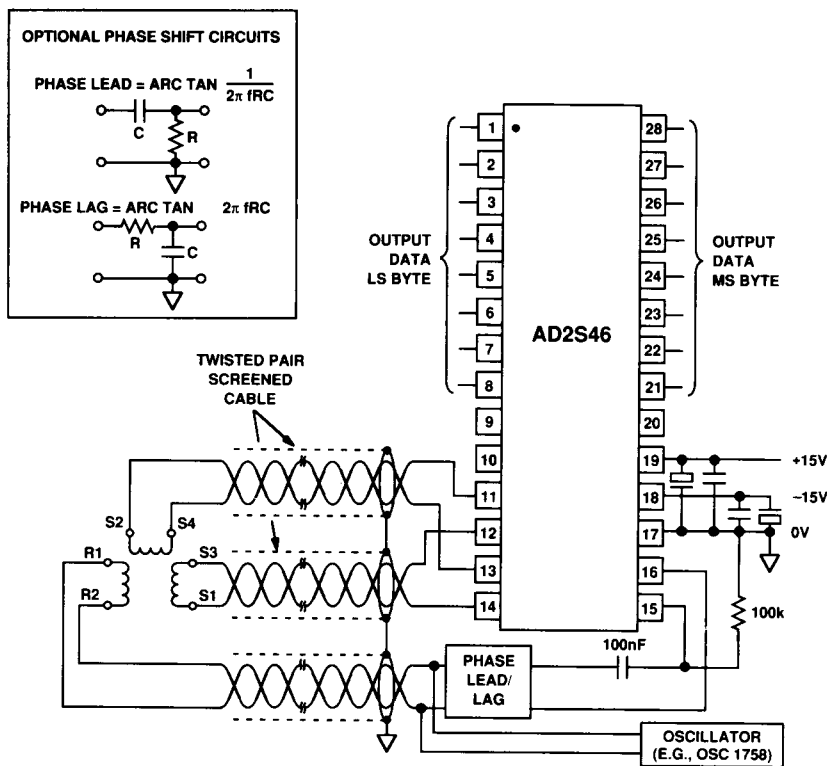 OPTIONAL PHASE SHIFT CIRCUITS
PHASE LEAD = ARC TAN 1
2π fRC
C
R
PHASE LAG = ARC TAN 2π fRC
R
C
OUTPUT
DATA
LS BYTE
1
2
3
4
5
6
7
8
9
10
11
12
13
14
AD2S46
28
27
26
25
24
23
22
21
20
19
18
17
16
15
OUTPUT
DATA
MS BYTE
+15V
–15V
0V
100k
100nF
TWISTED PAIR
SCREENED
CABLE
S2
S4
R1
S3
R2
S1
PHASE
LEAD/
LAG
OSCILLATOR
(E.G., OSC 1758)